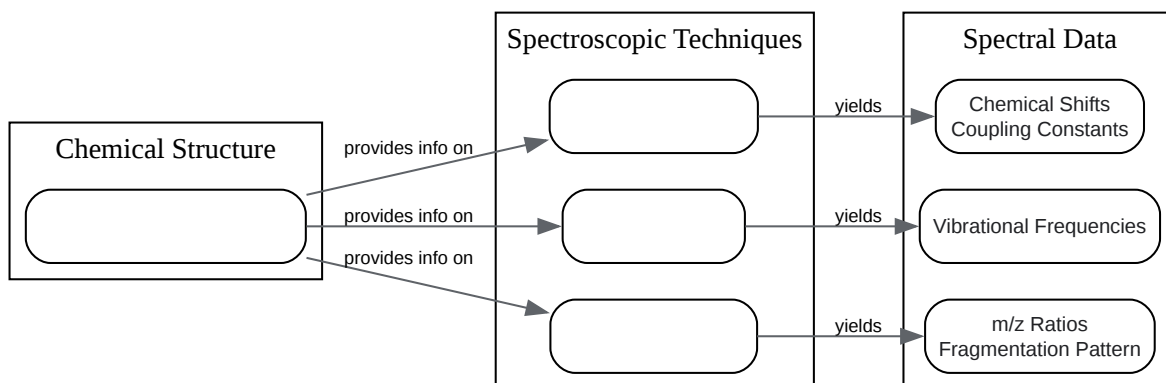 Spectroscopic Techniques
Spectral Data
Chemical Structure
provides info on
yields
Chemical Shifts
Coupling Constants
provides info on
yields
Vibrational Frequencies
provides info on
yields
m/z Ratios
Fragmentation Pattern